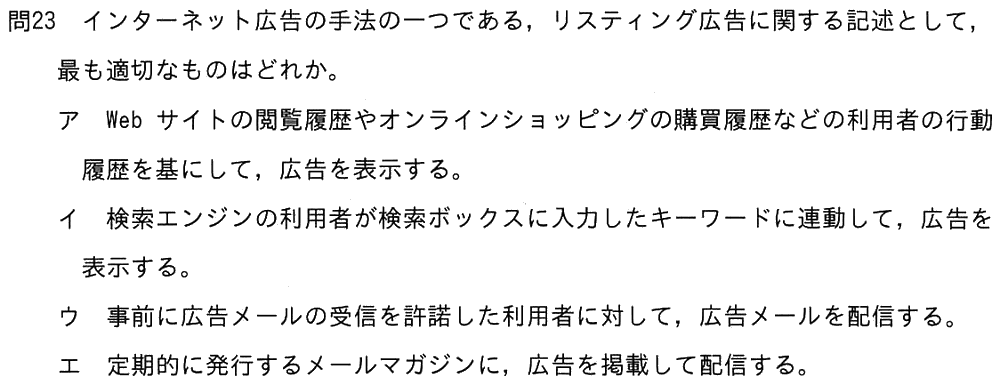 問23 インターネット広告の手法の一つである，リスティング広告に関する記述として，
最も適切なものはどれか。
ア Web サイトの閲覧履歴やオンラインショッピングの購買履歴などの利用者の行動
履歴を基にして，広告を表示する。
イ 検索エンジンの利用者が検索ボックスに入力したキーワードに連動して，広告を
表示する。
ウ 事前に広告メールの受信を許諾した利用者に対して，広告メールを配信する。
エ 定期的に発行するメールマガジンに，広告を掲載して配信する。